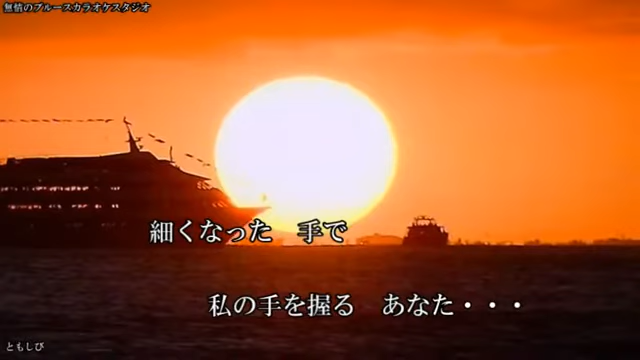 無情のブルースカラオケスタジオ
細くなった　手で
私の手を握る　あなた・・・
ともしび